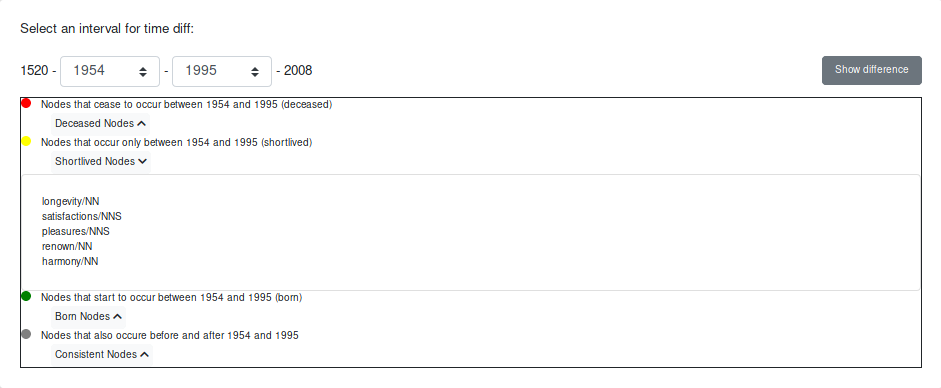 Select an interval for time diff:
1520 - 1954 - 1995 - 2008
Show difference
Nodes that cease to occur between 1954 and 1995 (deceased)
Deceased Nodes
Nodes that occur only between 1954 and 1995 (shortlived)
Shortlived Nodes
longevity/NN
satisfactions/NNS
pleasures/NNS
renown/NN
harmony/NN
Nodes that start to occur between 1954 and 1995 (born)
Born Nodes
Nodes that also occure before and after 1954 and 1995
Consistent Nodes